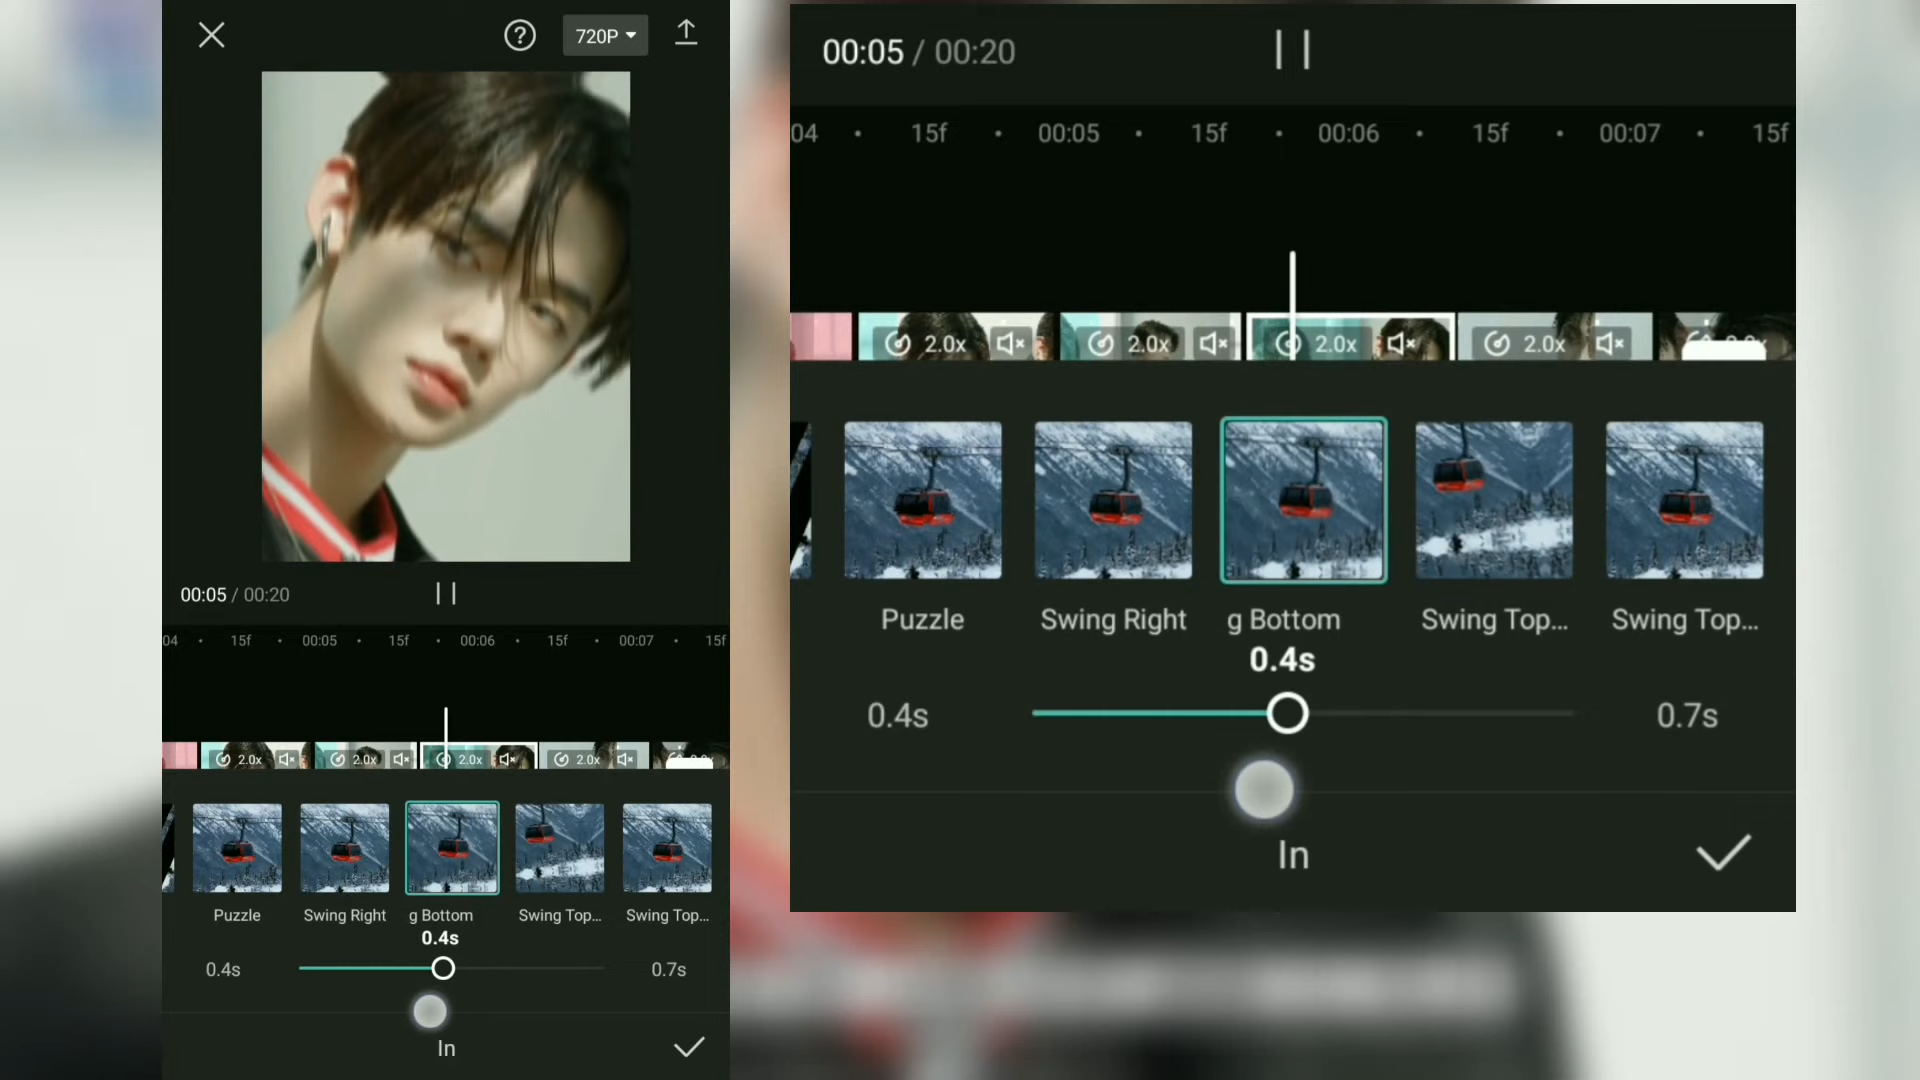 720P
00:05 / 00:20
04 15f 00:05 15f 00:06 15f 00:07 15f
2.0x 2.0x 2.0x 2.0x
Puzzle Swing Right g Bottom Swing Top... Swing Top...
0.4s
0.4s 0.7s
In
00:05 / 00:20
04 15f 00:05 15f 00:06 15f 00:07 15f
2.0x 2.0x 2.0x 2.0x
Puzzle Swing Right g Bottom Swing Top... Swing Top...
0.4s
0.4s 0.7s
In